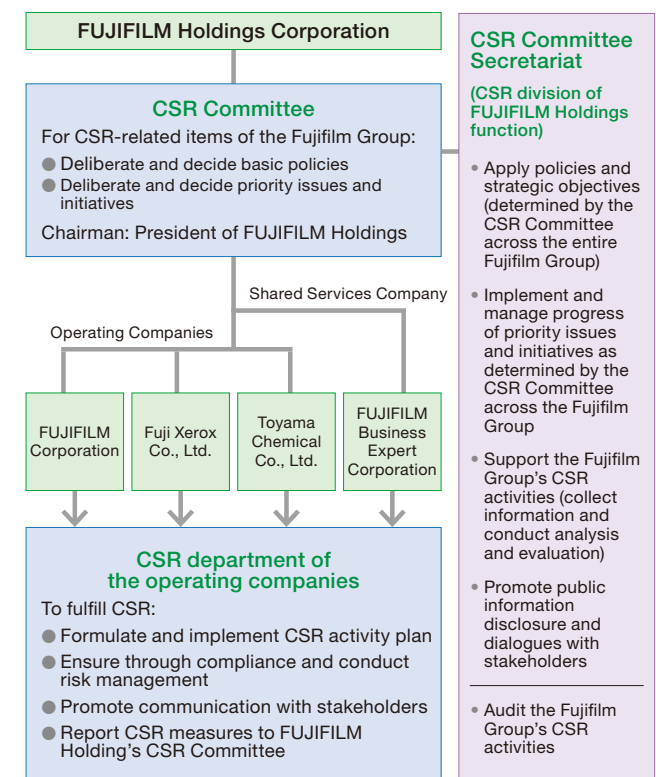 FUJIFILM Holdings Corporation
CSR Committee
For CSR-related items of the Fujifilm Group:
● Deliberate and decide basic policies
● Deliberate and decide priority issues and
initiatives
Chairman: President of FUJIFILM Holdings
Shared Services Company
Operating Companies
FUJIFILM
Corporation
Fuji Xerox
Co., Ltd.
Toyama
Chemical
Co., Ltd.
FUJIFILM
Business
Expert
Corporation
CSR department of
the operating companies
To fulfill CSR:
● Formulate and implement CSR activity plan
● Ensure through compliance and conduct
risk management
● Promote communication with stakeholders
● Report CSR measures to FUJIFILM
Holding's CSR Committee
CSR Committee
Secretariat
(CSR division of
FUJIFILM Holdings
function)
• Apply policies and
strategic objectives
(determined by the
CSR Committee
across the entire
Fujifilm Group)
• Implement and
manage progress
of priority issues
and initiatives as
determined by the
CSR Committee
across the Fujifilm
Group
• Support the Fujifilm
Group's CSR
activities (collect
information and
conduct analysis
and evaluation)
• Promote public
information
disclosure and
dialogues with
stakeholders
• Audit the Fujifilm
Group's CSR
activities